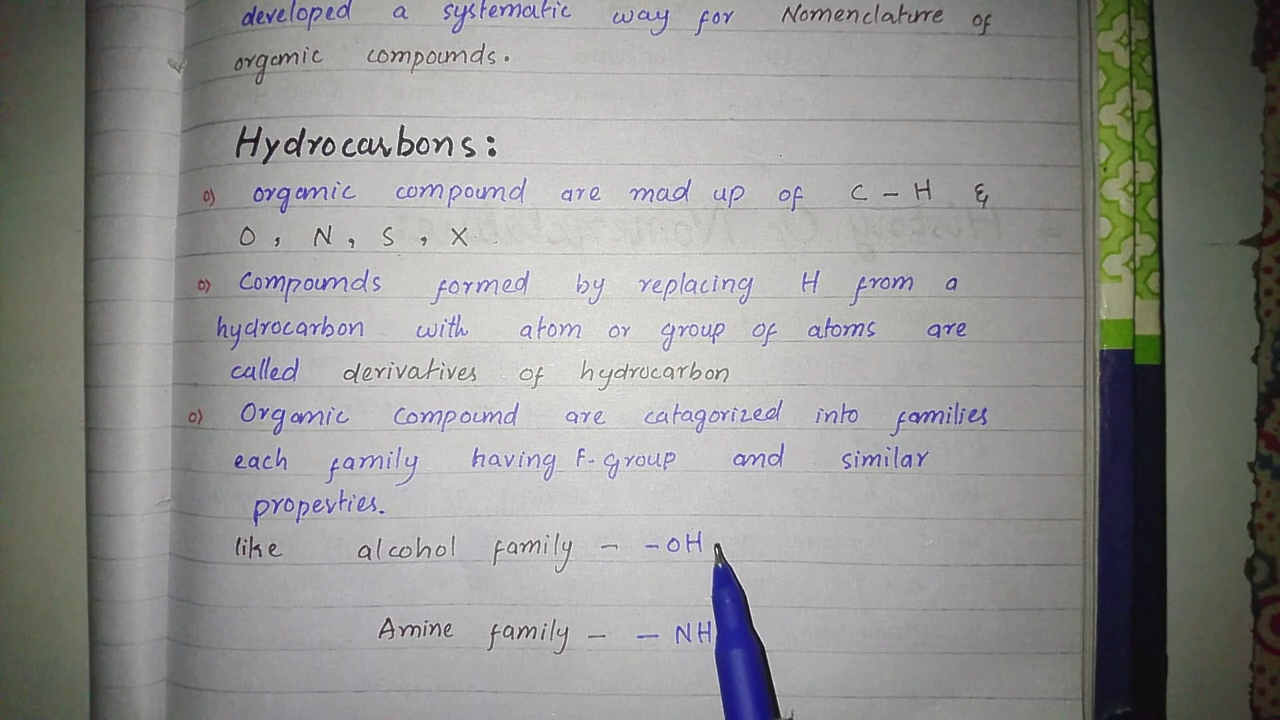 developed a systematic way for Nomenclature of
organic compounds.
Hydrocarbons:
o) organic compound are mad up of C - H &
O, N, S, X
o) Compounds formed by replacing H from a
hydrocarbon with atom or group of atoms are
called derivatives of hydrocarbon
o) Organic compound are catagorized into families
each family having F-group and similar
properties.
like alcohol family - -OH
Amine family - - NH